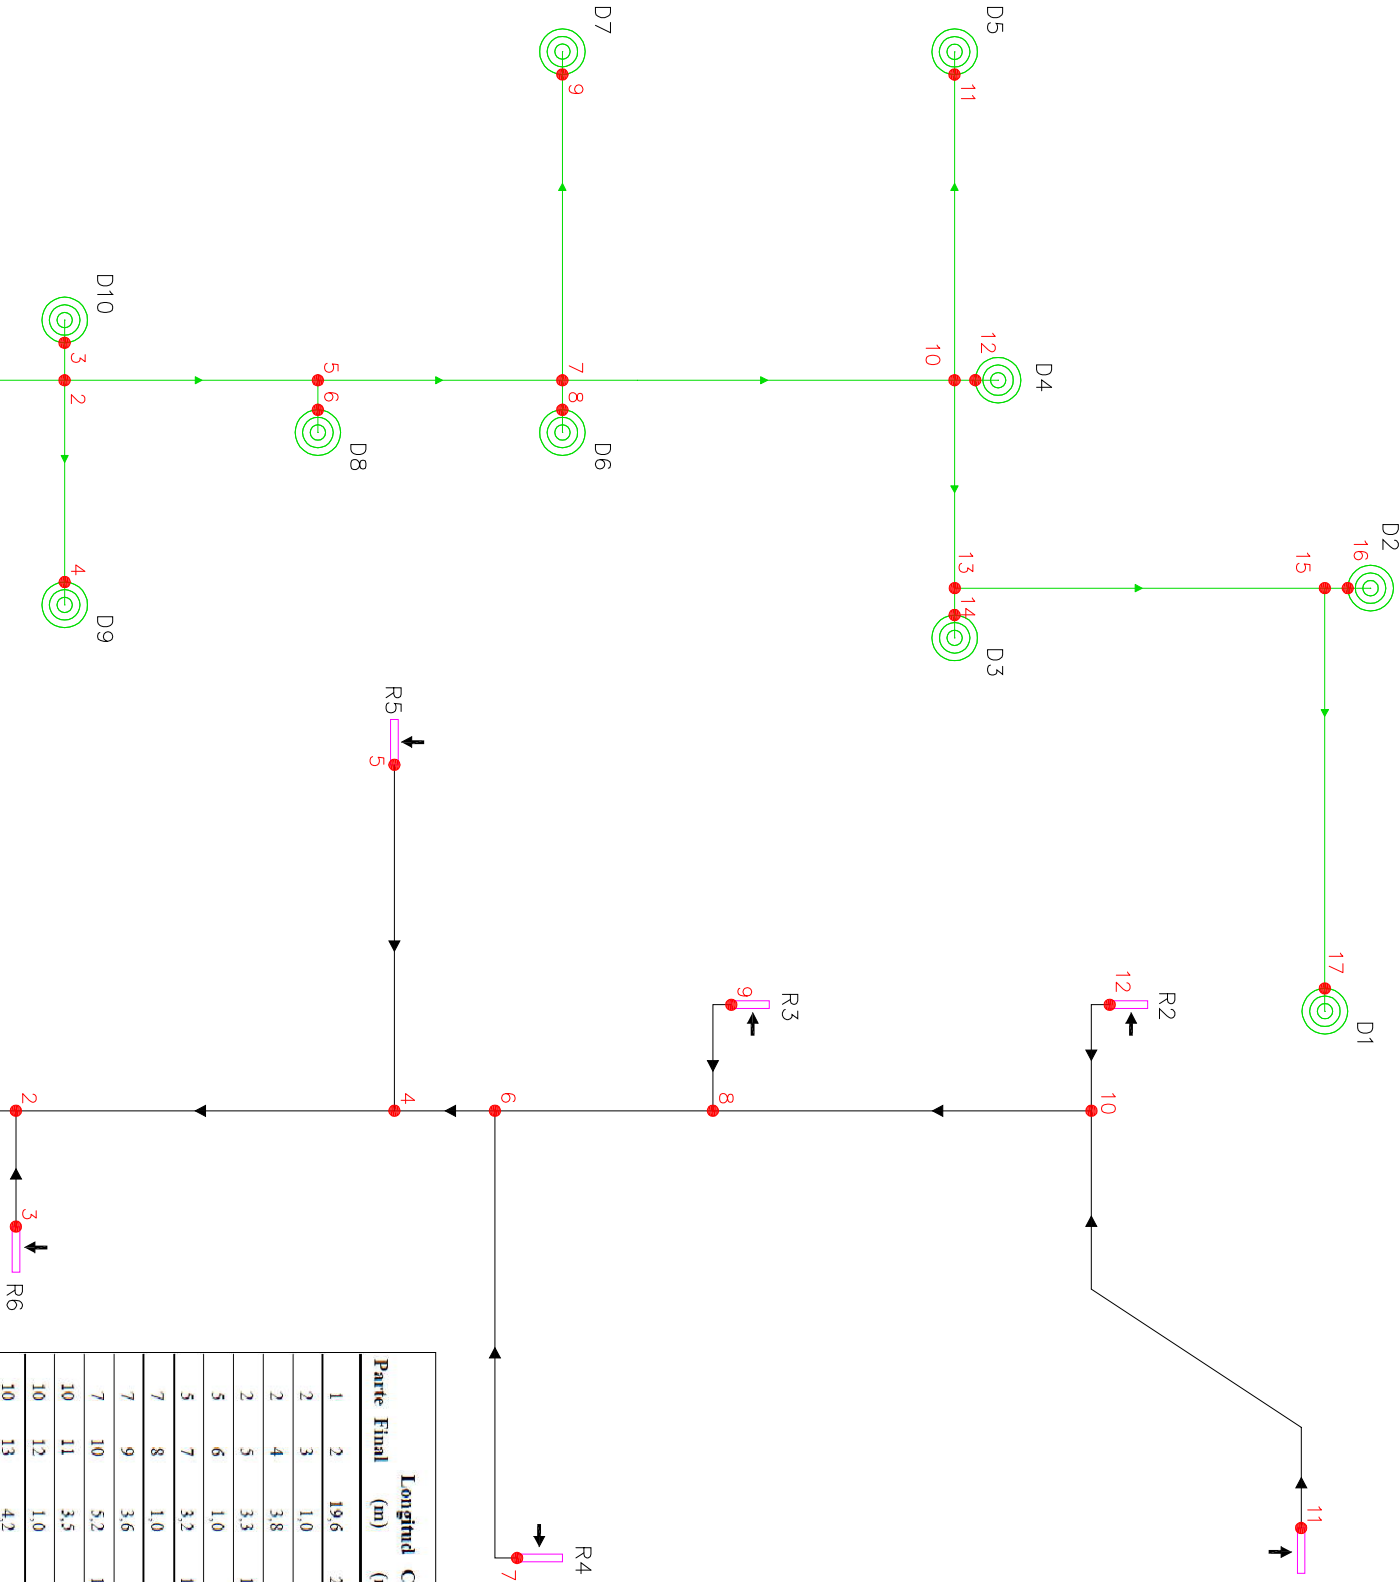 D2
16
15
17
D1
11
R2
12
10
D4
12
10
D5
11
13
14
D3
R3
9
8
D7
9
7
8
D6
R4
7
6
R5
5
4
D8
5
6
D10
3
2
4
D9
2
3
R6
Longitud
Parte Final (m)
1 2 19,6
2 3 1,0
2 4 3,8
2 5 3,3
5 6 1,0
5 7 3,2
7 8 1,0
7 9 3,6
7 10 5,2
10 11 3,5
10 12 1,0
10 13 4,2